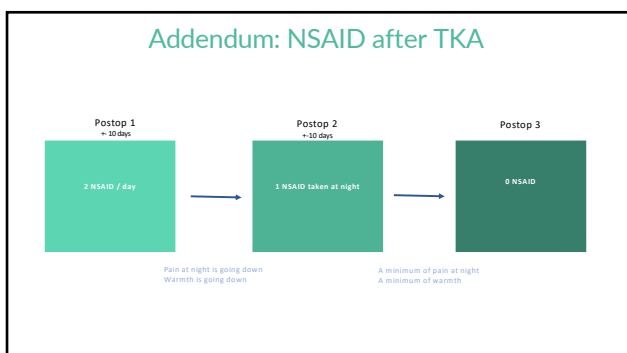 Addendum: NSAID after TKA
Postop 1
+- 10 days
2 NSAID / day
Postop 2
+-10 days
1 NSAID taken at night
Postop 3
0 NSAID
Pain at night is going down
Warmth is going down
A minimum of pain at night
A minimum of warmth